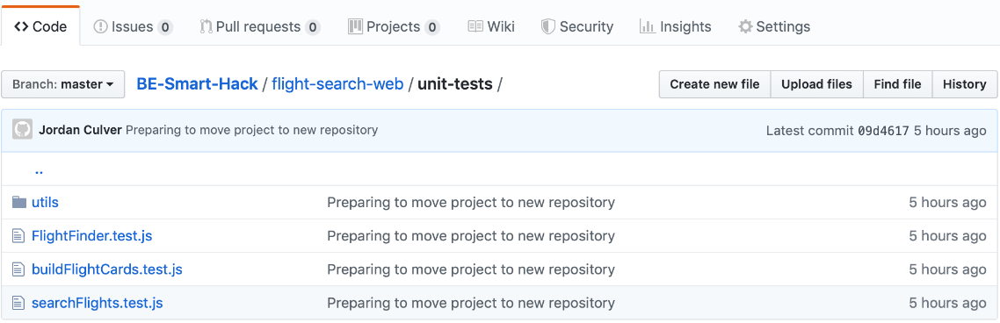 <> Code Issues 0 Pull requests 0 Projects 0 Wiki Security Insights Settings
Branch: master BE-Smart-Hack / flight-search-web / unit-tests / Create new file Upload files Find file History
Jordan Culver Preparing to move project to new repository Latest commit 09d4617 5 hours ago
..
utils Preparing to move project to new repository 5 hours ago
FlightFinder.test.js Preparing to move project to new repository 5 hours ago
buildFlightCards.test.js Preparing to move project to new repository 5 hours ago
searchFlights.test.js Preparing to move project to new repository 5 hours ago